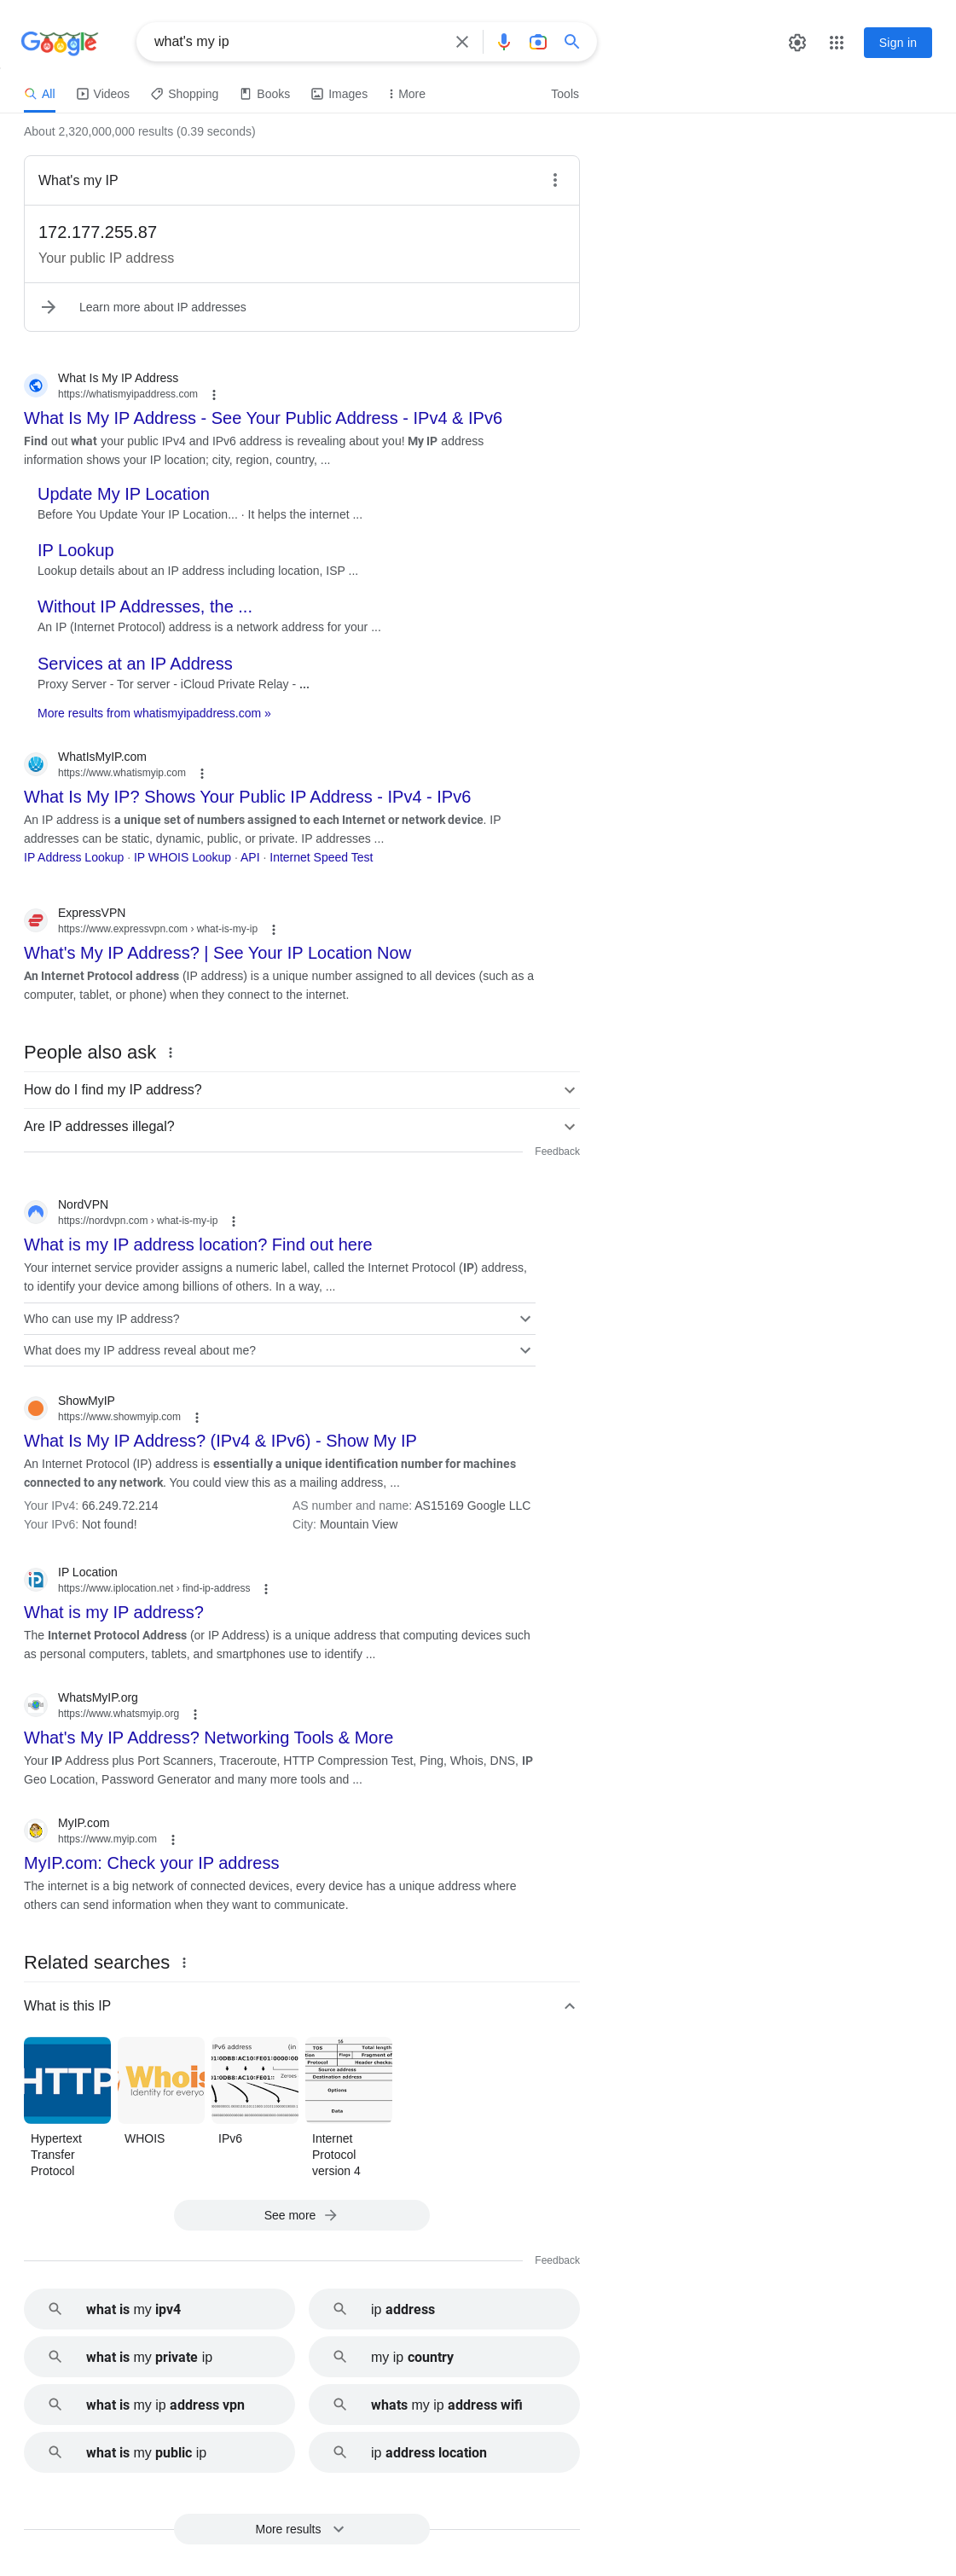 Google
what's my ip
Sign in
All
Videos
Shopping
Books
Images
More
Tools
About 2,320,000,000 results (0.39 seconds)
What's my IP
172.177.255.87
Your public IP address
Learn more about IP addresses
What Is My IP Address
https://whatismyipaddress.com
What Is My IP Address - See Your Public Address - IPv4 & IPv6
Find out what your public IPv4 and IPv6 address is revealing about you! My IP address
information shows your IP location; city, region, country, ...
Update My IP Location
Before You Update Your IP Location... · It helps the internet ...
IP Lookup
Lookup details about an IP address including location, ISP ...
Without IP Addresses, the ...
An IP (Internet Protocol) address is a network address for your ...
Services at an IP Address
Proxy Server - Tor server - iCloud Private Relay - ...
More results from whatismyipaddress.com »
WhatIsMyIP.com
https://www.whatismyip.com
What Is My IP? Shows Your Public IP Address - IPv4 - IPv6
An IP address is a unique set of numbers assigned to each Internet or network device. IP
addresses can be static, dynamic, public, or private. IP addresses ...
IP Address Lookup · IP WHOIS Lookup · API · Internet Speed Test
ExpressVPN
https://www.expressvpn.com › what-is-my-ip
What's My IP Address? | See Your IP Location Now
An Internet Protocol address (IP address) is a unique number assigned to all devices (such as a
computer, tablet, or phone) when they connect to the internet.
People also ask
How do I find my IP address?
Are IP addresses illegal?
Feedback
NordVPN
https://nordvpn.com › what-is-my-ip
What is my IP address location? Find out here
Your internet service provider assigns a numeric label, called the Internet Protocol (IP) address,
to identify your device among billions of others. In a way, ...
Who can use my IP address?
What does my IP address reveal about me?
ShowMyIP
https://www.showmyip.com
What Is My IP Address? (IPv4 & IPv6) - Show My IP
An Internet Protocol (IP) address is essentially a unique identification number for machines
connected to any network. You could view this as a mailing address, ...
Your IPv4: 66.249.72.214
AS number and name: AS15169 Google LLC
Your IPv6: Not found!
City: Mountain View
IP Location
https://www.iplocation.net › find-ip-address
What is my IP address?
The Internet Protocol Address (or IP Address) is a unique address that computing devices such
as personal computers, tablets, and smartphones use to identify ...
WhatsMyIP.org
https://www.whatsmyip.org
What's My IP Address? Networking Tools & More
Your IP Address plus Port Scanners, Traceroute, HTTP Compression Test, Ping, Whois, DNS, IP
Geo Location, Password Generator and many more tools and ...
MyIP.com
https://www.myip.com
MyIP.com: Check your IP address
The internet is a big network of connected devices, every device has a unique address where
others can send information when they want to communicate.
Related searches
What is this IP
HTTP
Whois
Identity for everyo
IPv6 address (in
Zeroes
16
TOS
Total length
Flags
Fragment of
Protocol
Header checksu
Source address
Destination address
Options
Data
Hypertext
Transfer
Protocol
WHOIS
IPv6
Internet
Protocol
version 4
See more
Feedback
what is my ipv4
ip address
what is my private ip
my ip country
what is my ip address vpn
whats my ip address wifi
what is my public ip
ip address location
More results